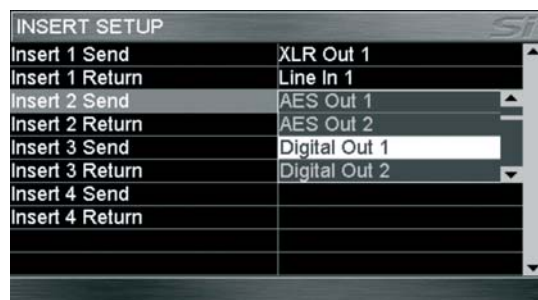 INSERT SETUP Si
Insert 1 Send XLR Out 1
Insert 1 Return Line In 1
Insert 2 Send AES Out 1
Insert 2 Return AES Out 2
Insert 3 Send Digital Out 1
Insert 3 Return Digital Out 2
Insert 4 Send
Insert 4 Return